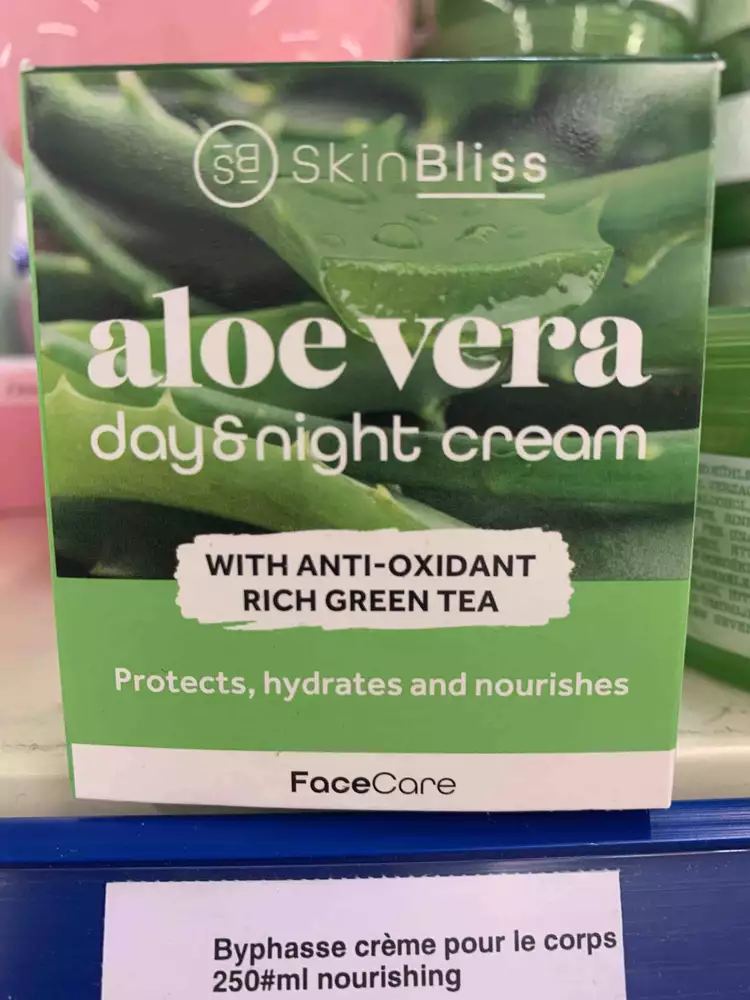 SB SkinBliss
aloe vera
day&night cream
WITH ANTI-OXIDANT
RICH GREEN TEA
Protects, hydrates and nourishes
FaceCare
Byphasse crème pour le corps
250#ml nourishing